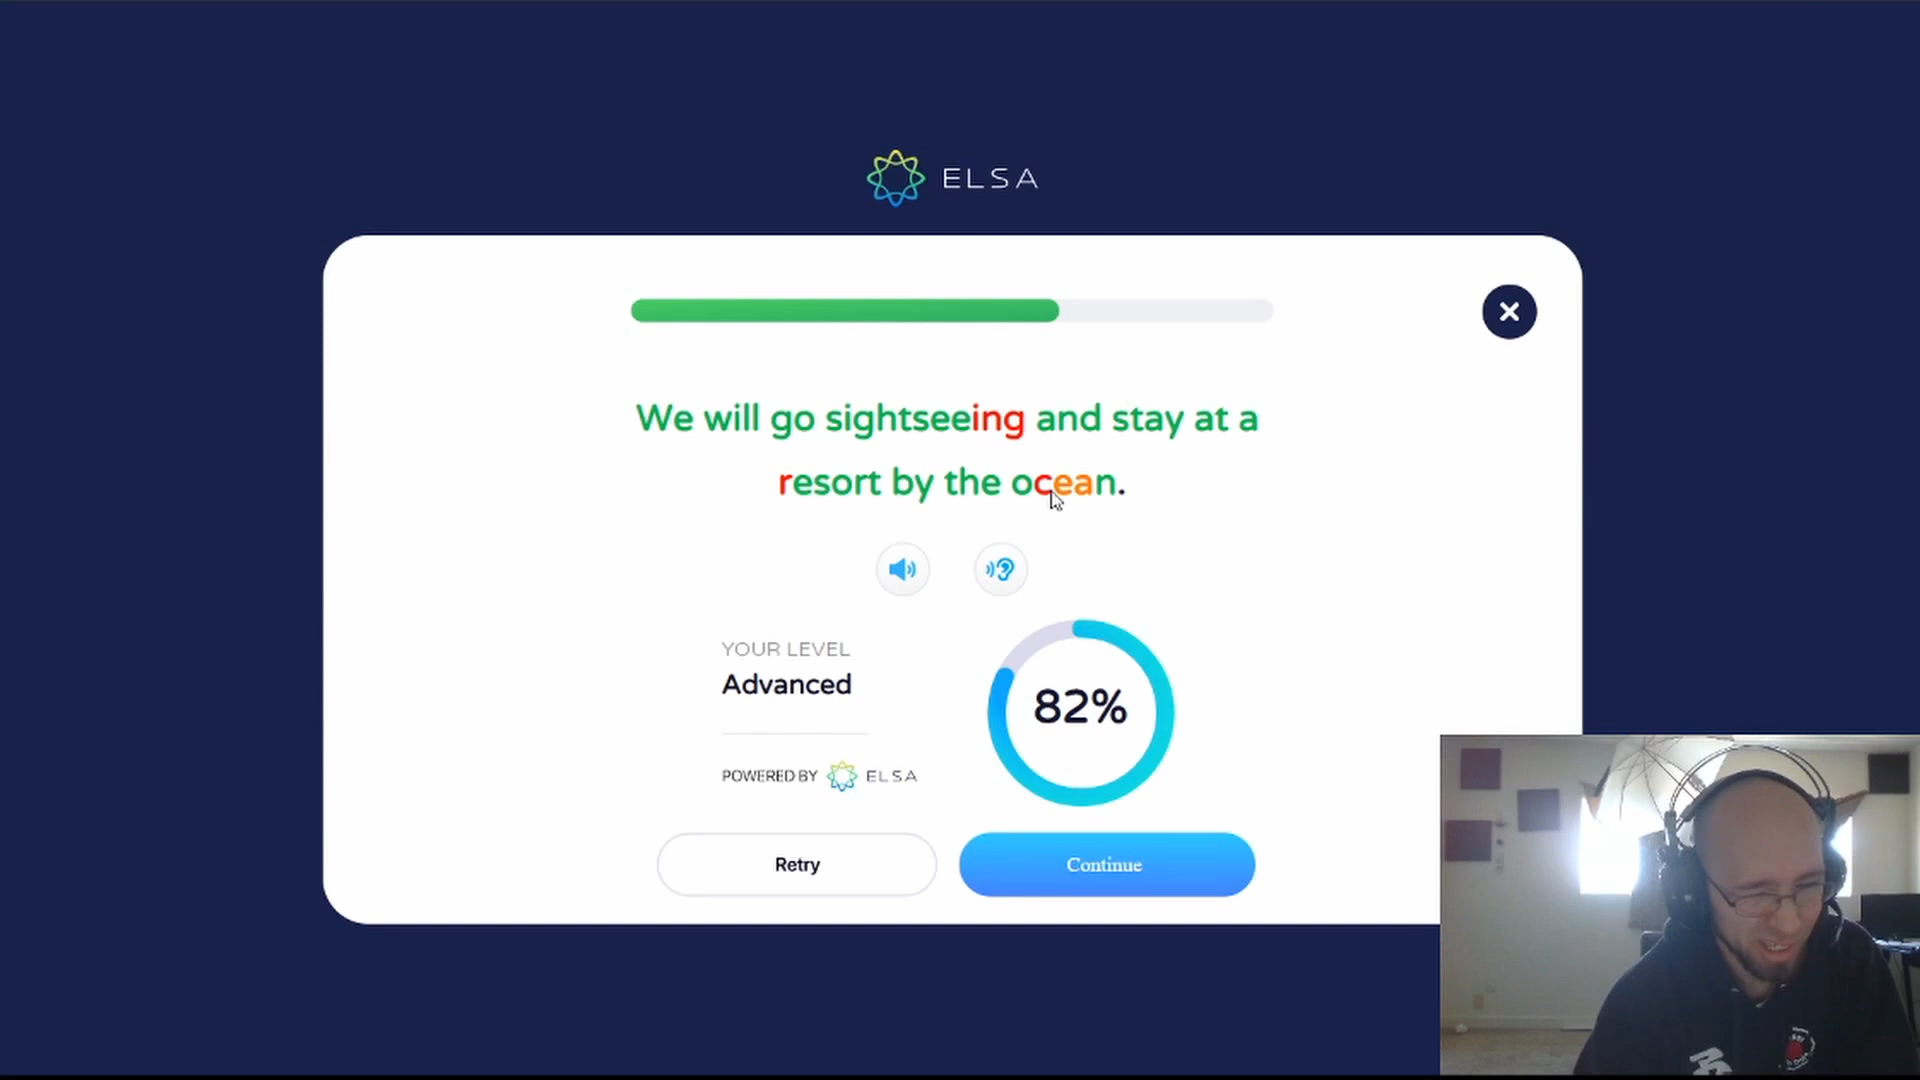 ELSA
We will go sightseeing and stay at a
resort by the ocean.
YOUR LEVEL
Advanced
82%
POWERED BY ELSA
Retry
Continue